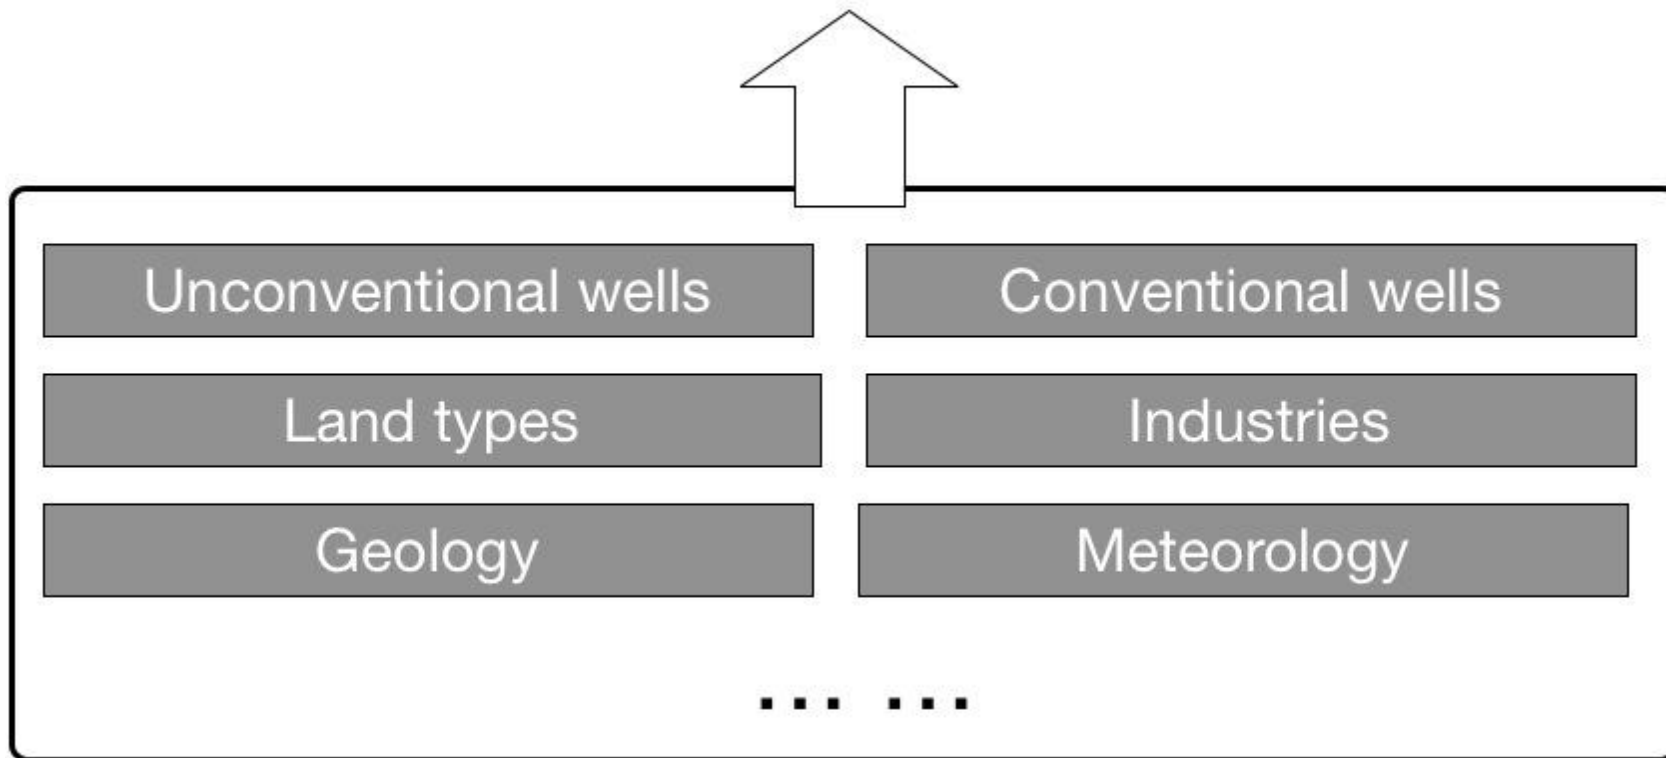 Unconventional wells
Conventional wells
Land types
Industries
Geology
Meteorology
... ...